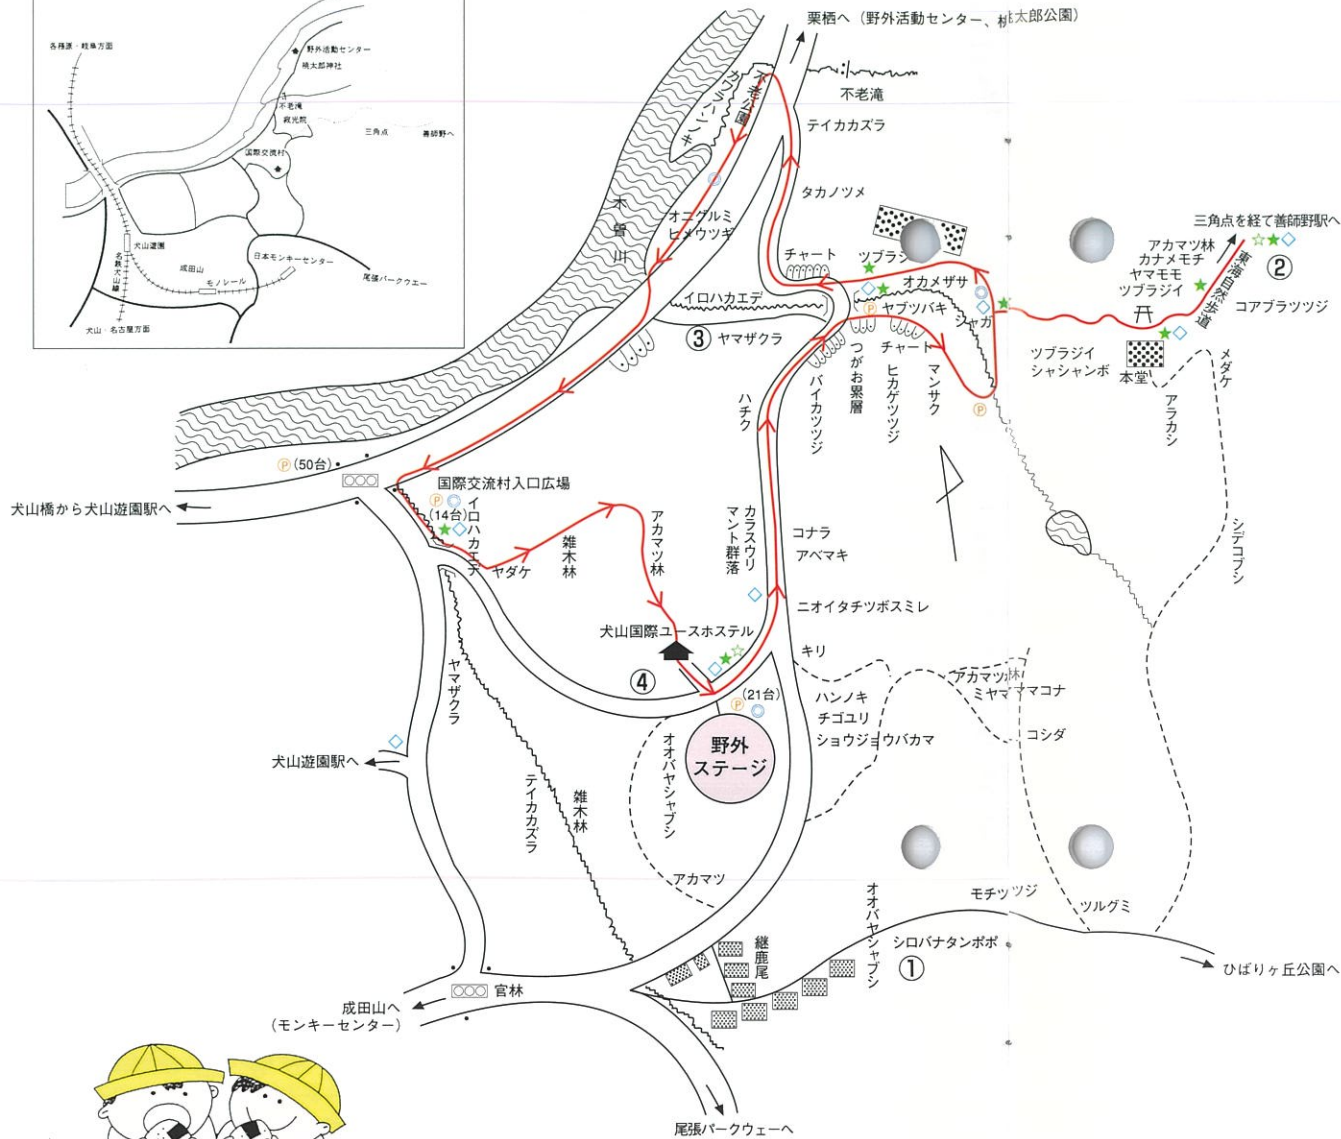 各務原・岐阜方面
野外活動センター
桃太郎神社
不老滝
寂光院
三角点
善師野へ
国際交流村
犬山遊園
名鉄犬山線
成田山
日本モンキーセンター
モノレール
尾張パークウエー
犬山・名古屋方面
栗栖へ（野外活動センター、桃太郎公園）
不老公園
カワラハンノキ
不老滝
テイカカズラ
タカノツメ
木曽川
オニグルミ
ヒメウツギ
チャート
ツブラジ
オカメザサ
Ⓟ ヤブツバキ
シャガ
イロハカエデ
③ ヤマザクラ
つがお累層
チャート
ヒカゲツツジ
マンサク
バイカツツジ
ハチク
Ⓟ
三角点を経て善師野駅へ
②
アカマツ林
カナメモチ
ヤマモモ
ツブラジイ
東海自然歩道
コアブラツツジ
ツブラジイ
シャシャンボ
本堂
メダケ
アラカシ
シデコブシ
Ⓟ(50台)
犬山橋から犬山遊園駅へ
国際交流村入口広場
Ⓟ
(14台)
イロハカエデ
ヤダケ
雑木林
アカマツ林
カラスウリ
マント群落
コナラ
アベマキ
ニオイタチツボスミレ
犬山国際ユースホステル
④
キリ
Ⓟ(21台)
野外
ステージ
ハンノキ
チゴユリ
ショウジョウバカマ
アカマツ林
ミヤマママコナ
コシダ
ヤマザクラ
犬山遊園駅へ
テイカカズラ
雑木林
オオバヤシャブシ
アカマツ
オオバヤシャブシ
モチツツジ
ツルグミ
シロバナタンポポ
①
継鹿尾
ひばりヶ丘公園へ
官林
成田山へ
（モンキーセンター）
尾張パークウェーへ